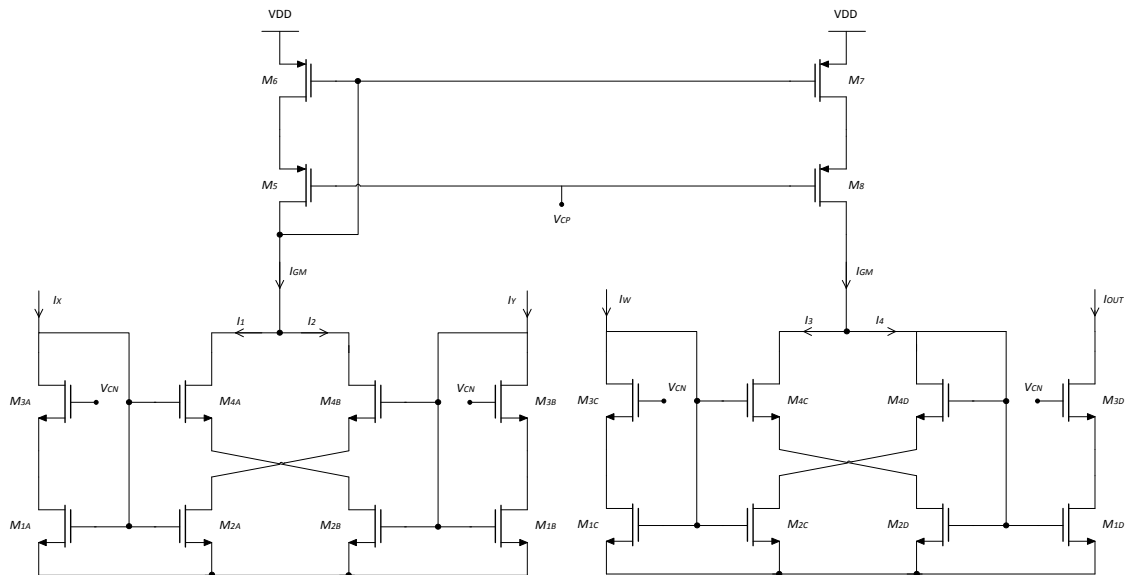 VDD VDD
M6 M7
M5 M8
VCP
IGM IGM
IX I1 I2 IY IW I3 I4 IOUT
M3A VCN M4A M4B VCN M3B M3C VCN M4C M4D VCN M3D
M1A M2A M2B M1B M1C M2C M2D M1D